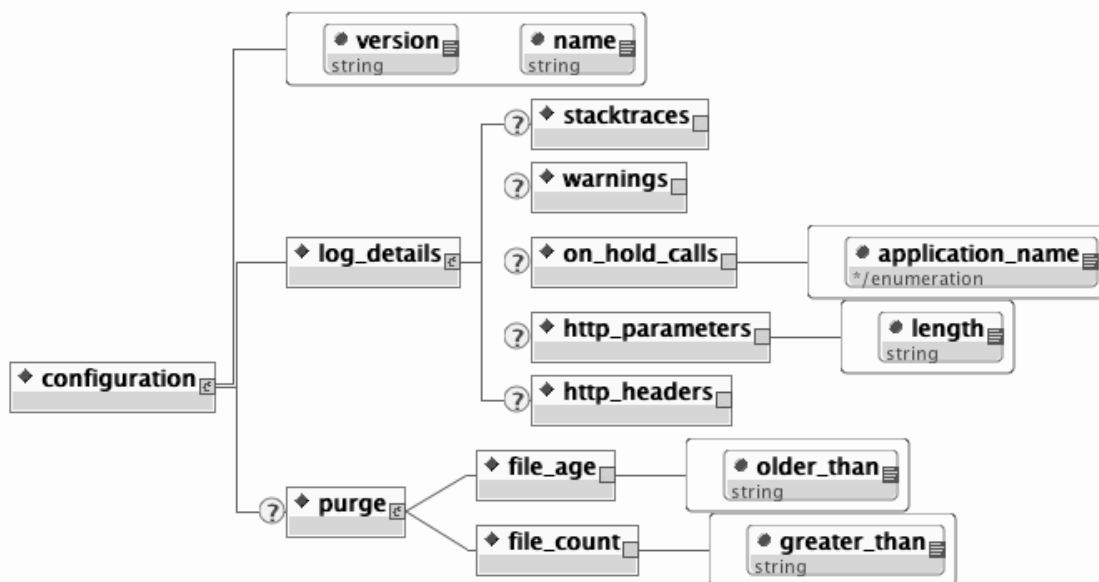 version name
string string
? stacktraces
? warnings
log_details ? on_hold_calls application_name
*/enumeration
? http_parameters length
string
configuration
? http_headers
file_age older_than
string
? purge
file_count greater_than
string